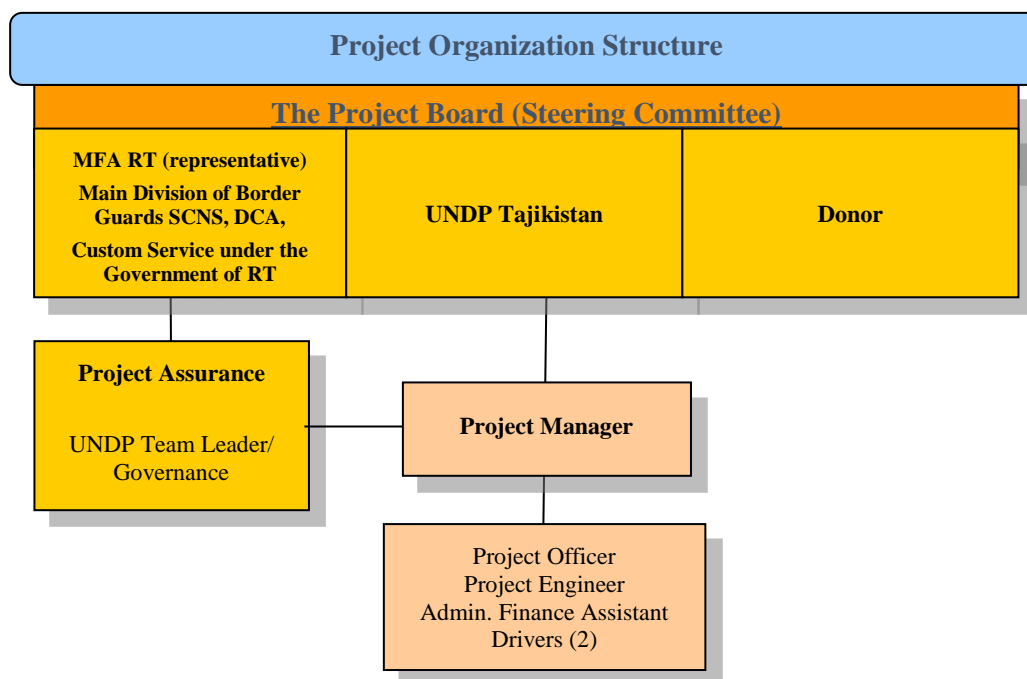 Project Organization Structure
The Project Board (Steering Committee)
MFA RT (representative)
Main Division of Border
Guards SCNS, DCA,
Custom Service under the
Government of RT
UNDP Tajikistan
Donor
Project Assurance
UNDP Team Leader/
Governance
Project Manager
Project Officer
Project Engineer
Admin. Finance Assistant
Drivers (2)